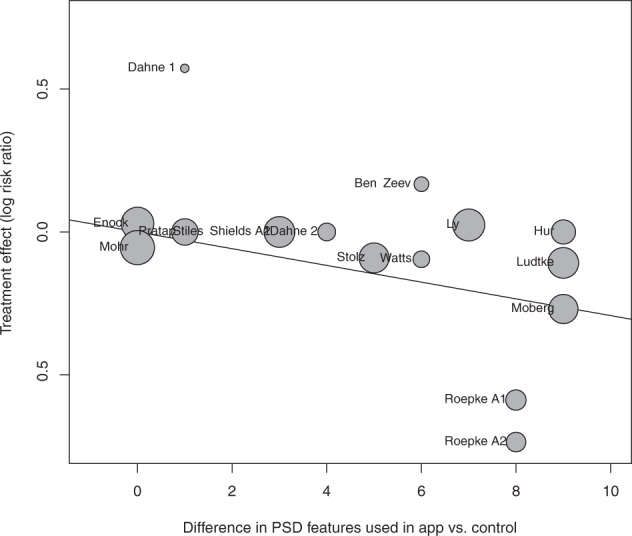 Dahne 1
0.5
Ben Zeev
Enock
Ly
0.0
Pratap Stiles Shields A2 Dahne 2 Hur
Mohr
Stolz Watts Ludtke
Moberg
0.5
Roepke A1
Roepke A2
0 2 4 6 8 10
Difference in PSD features used in app vs. control
Treatment effect (log risk ratio)